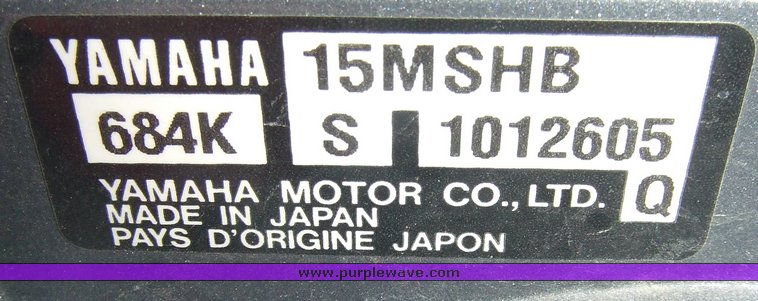 YAMAHA 15MSHB
684K S 1012605
YAMAHA MOTOR CO., LTD. Q
MADE IN JAPAN
PAYS D'ORIGINE JAPON
www.purplewave.com